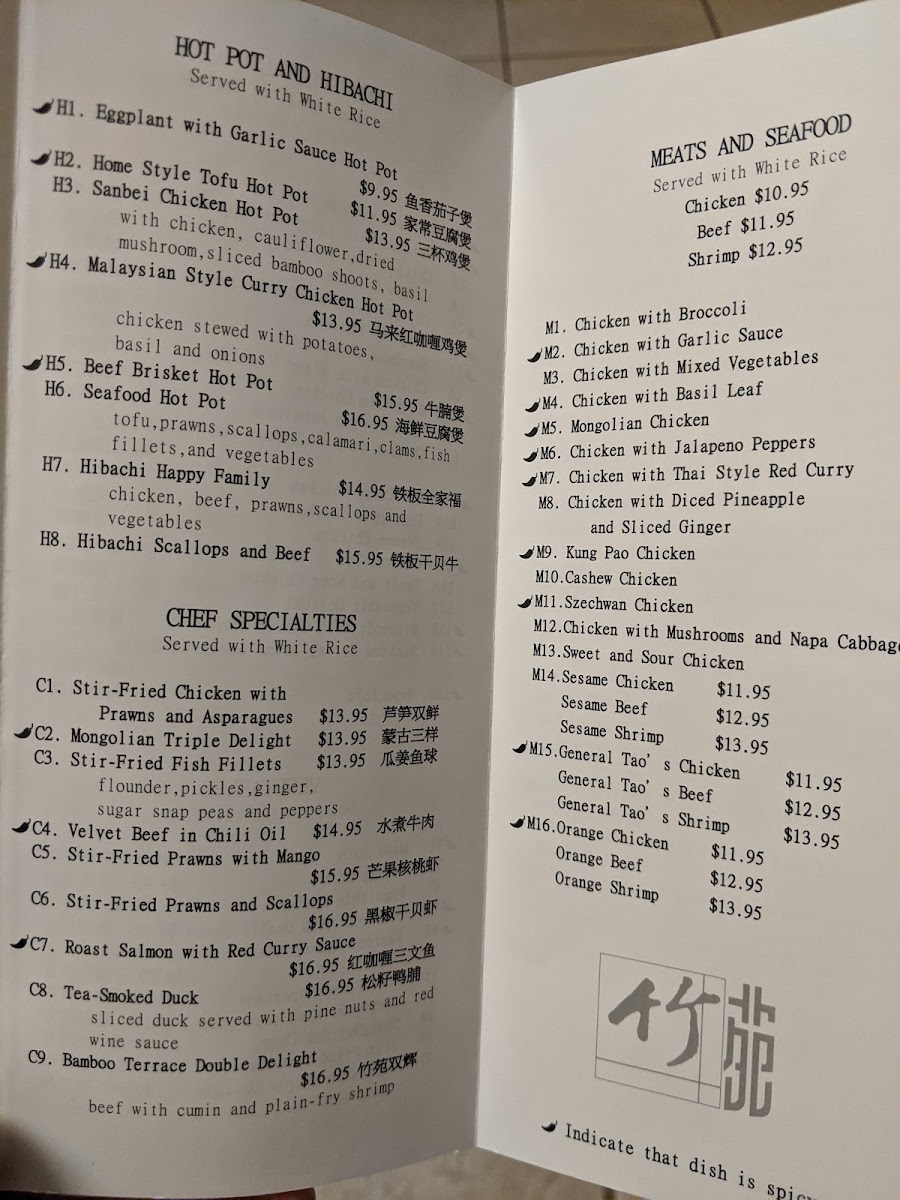 HOT POT AND HIBACHI
Served with White Rice
H1. Eggplant with Garlic Sauce Hot Pot
$9.95 鱼香茄子煲
H2. Home Style Tofu Hot Pot
$11.95 家常豆腐煲
H3. Sanbei Chicken Hot Pot
$13.95 三杯鸡煲
with chicken, cauliflower,dried
mushroom,sliced bamboo shoots, basil
H4. Malaysian Style Curry Chicken Hot Pot
$13.95 马来红咖喱鸡煲
chicken stewed with potatoes,
basil and onions
H5. Beef Brisket Hot Pot
$15.95 牛腩煲
H6. Seafood Hot Pot
$16.95 海鲜豆腐煲
tofu,prawns,scallops,calamari,clams,fish
fillets,and vegetables
H7. Hibachi Happy Family
$14.95 铁板全家福
chicken, beef, prawns,scallops and
vegetables
H8. Hibachi Scallops and Beef $15.95 铁板干贝牛
CHEF SPECIALTIES
Served with White Rice
C1. Stir-Fried Chicken with
Prawns and Asparagues $13.95 芦笋双鲜
C2. Mongolian Triple Delight $13.95 蒙古三样
C3. Stir-Fried Fish Fillets $13.95 瓜姜鱼球
flounder,pickles,ginger,
sugar snap peas and peppers
C4. Velvet Beef in Chili Oil $14.95 水煮牛肉
C5. Stir-Fried Prawns with Mango
$15.95 芒果核桃虾
C6. Stir-Fried Prawns and Scallops
$16.95 黑椒干贝虾
C7. Roast Salmon with Red Curry Sauce
$16.95 红咖喱三文鱼
C8. Tea-Smoked Duck $16.95 松籽鸭脯
sliced duck served with pine nuts and red
wine sauce
C9. Bamboo Terrace Double Delight
$16.95 竹苑双辉
beef with cumin and plain-fry shrimp
MEATS AND SEAFOOD
Served with White Rice
Chicken $10.95
Beef $11.95
Shrimp $12.95
M1. Chicken with Broccoli
M2. Chicken with Garlic Sauce
M3. Chicken with Mixed Vegetables
M4. Chicken with Basil Leaf
M5. Mongolian Chicken
M6. Chicken with Jalapeno Peppers
M7. Chicken with Thai Style Red Curry
M8. Chicken with Diced Pineapple
and Sliced Ginger
M9. Kung Pao Chicken
M10.Cashew Chicken
M11.Szechwan Chicken
M12.Chicken with Mushrooms and Napa Cabbage
M13.Sweet and Sour Chicken
M14.Sesame Chicken $11.95
Sesame Beef $12.95
Sesame Shrimp $13.95
M15.General Tao's Chicken $11.95
General Tao's Beef $12.95
General Tao's Shrimp $13.95
M16.Orange Chicken $11.95
Orange Beef $12.95
Orange Shrimp $13.95
竹苑
Indicate that dish is spicy